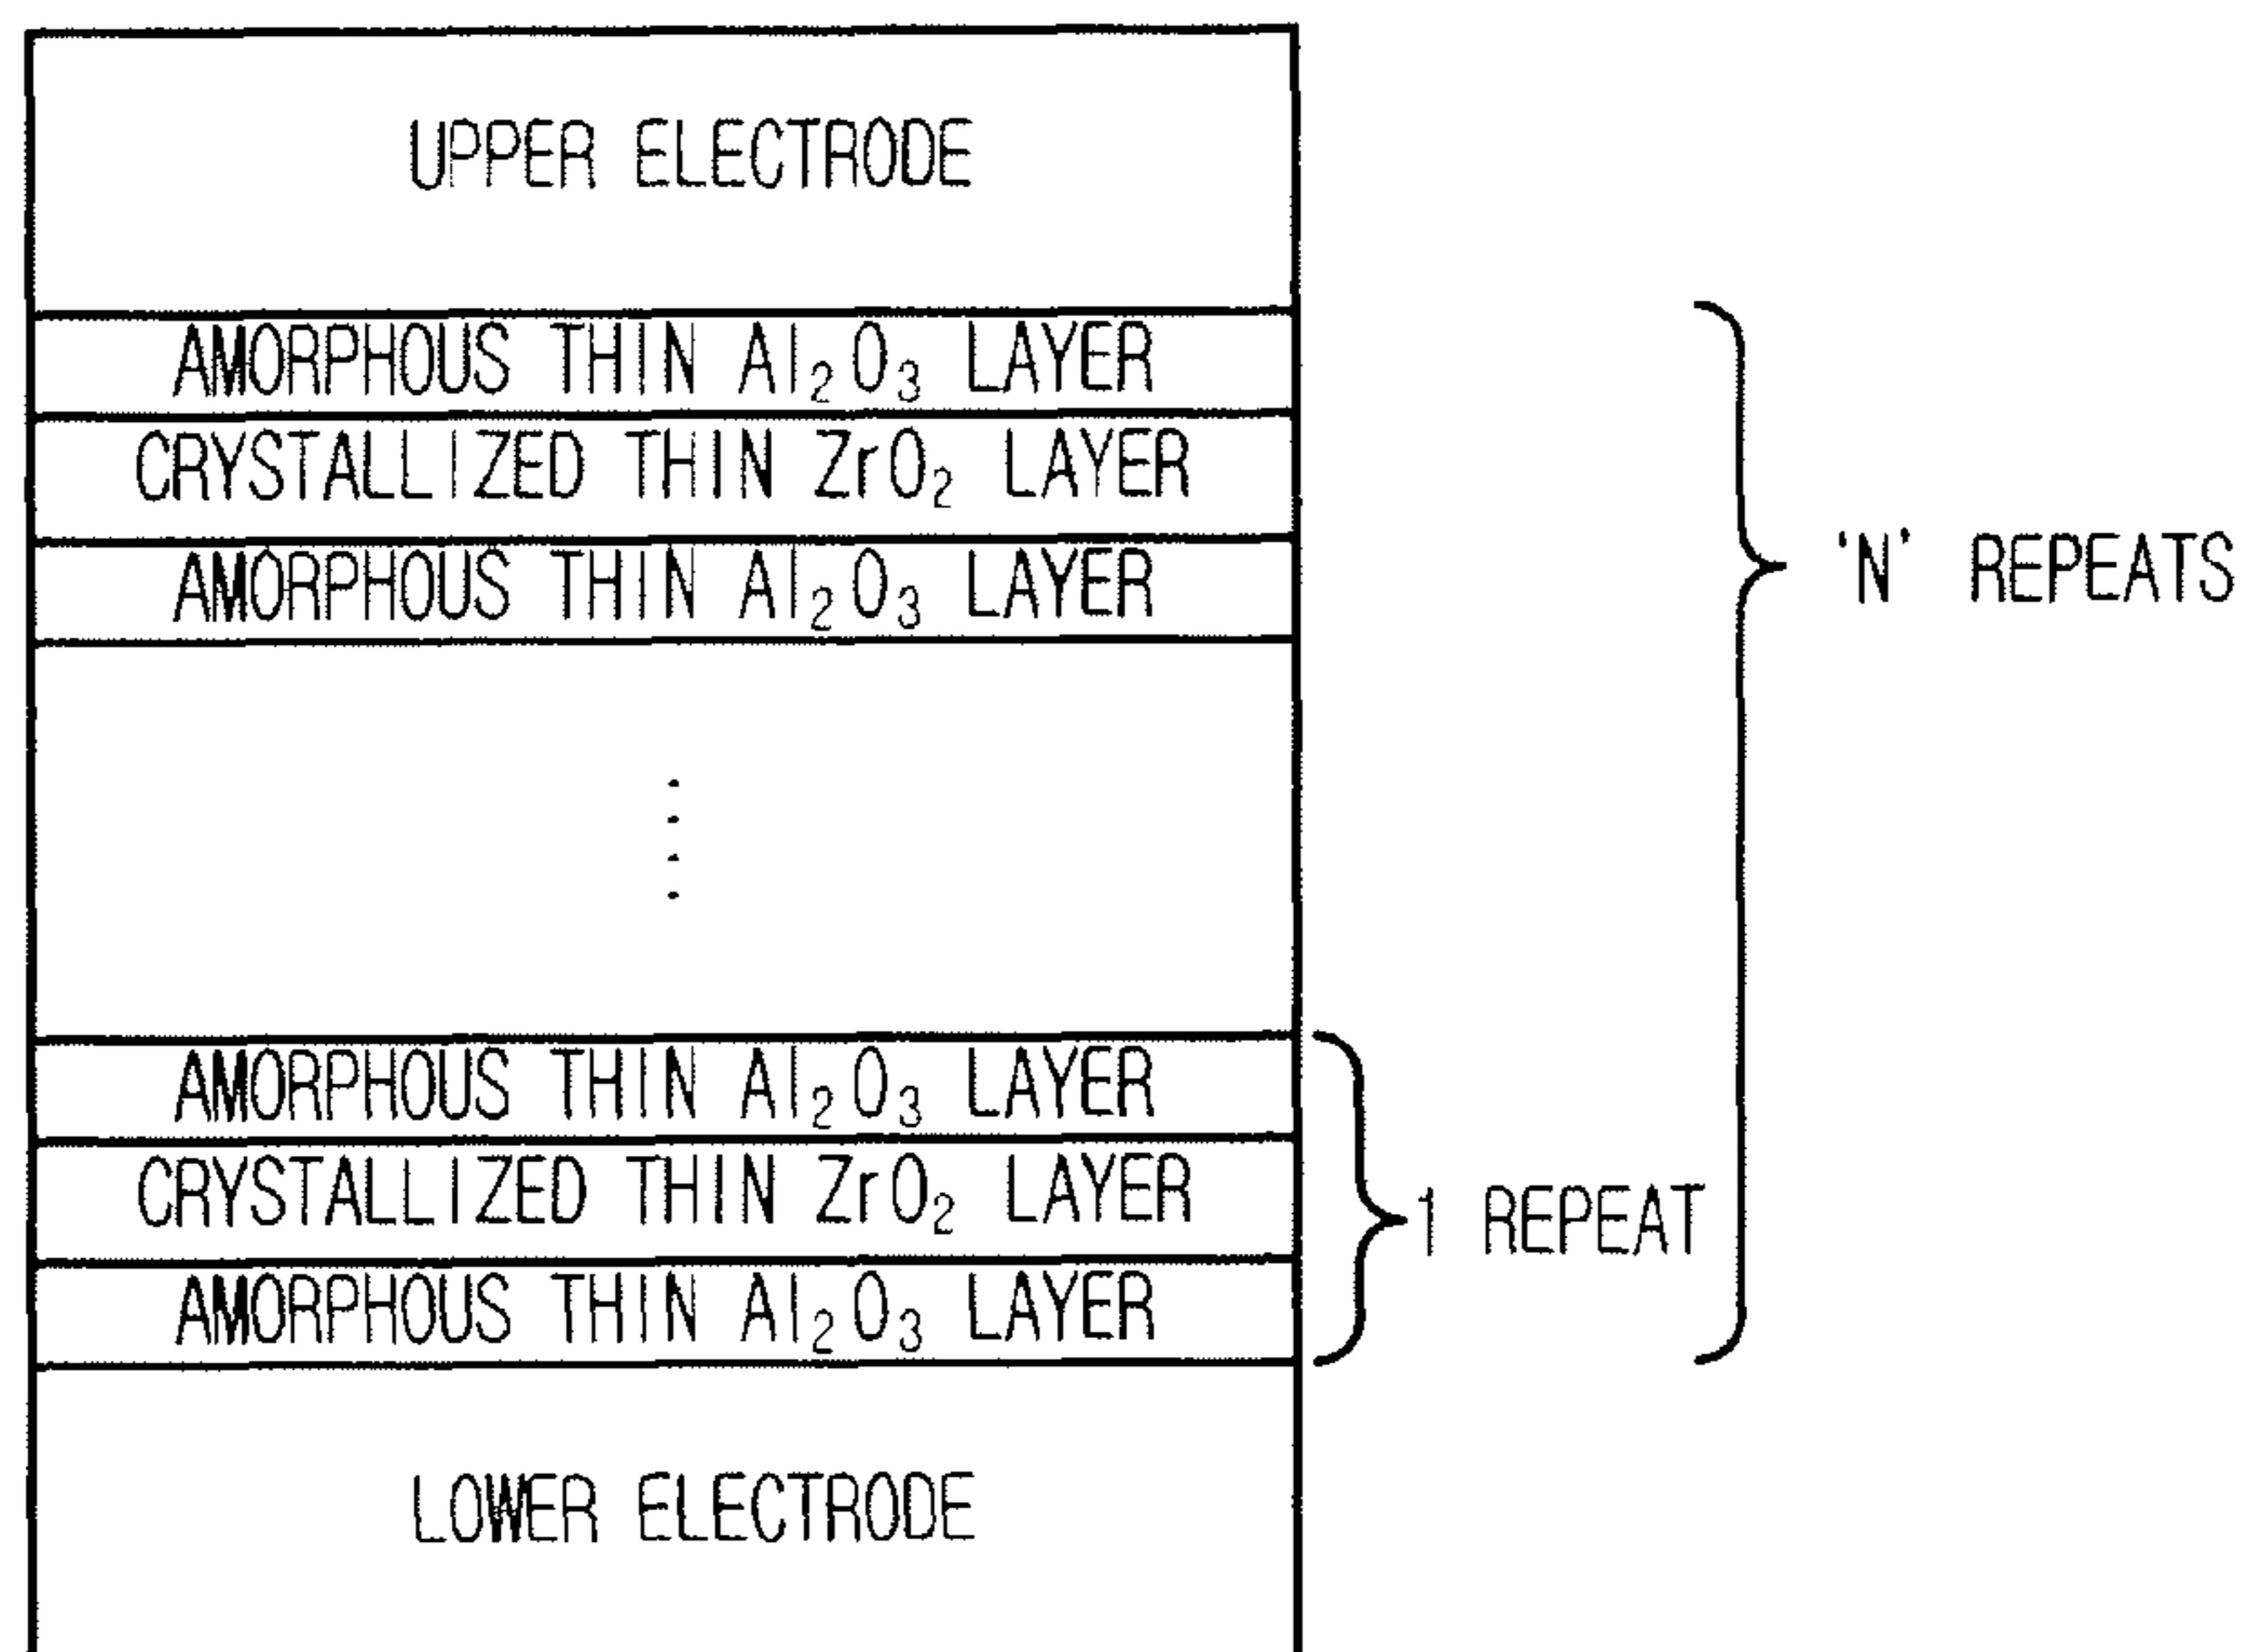 UPPER ELECTRODE
AMORPHOUS THIN Al₂O₃ LAYER
CRYSTALLIZED THIN ZrO₂ LAYER
AMORPHOUS THIN Al₂O₃ LAYER
‘N’ REPEATS
AMORPHOUS THIN Al₂O₃ LAYER
CRYSTALLIZED THIN ZrO₂ LAYER
1 REPEAT
AMORPHOUS THIN Al₂O₃ LAYER
LOWER ELECTRODE